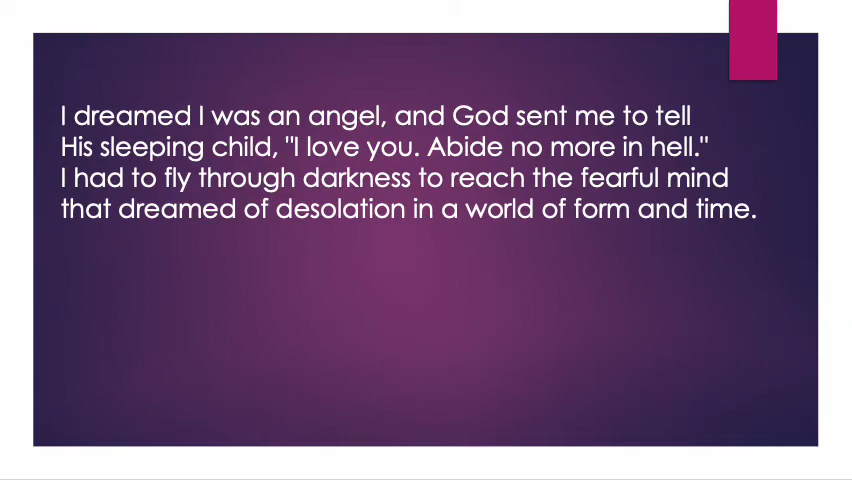 I dreamed I was an angel, and God sent me to tell
His sleeping child, "I love you. Abide no more in hell."
I had to fly through darkness to reach the fearful mind
that dreamed of desolation in a world of form and time.